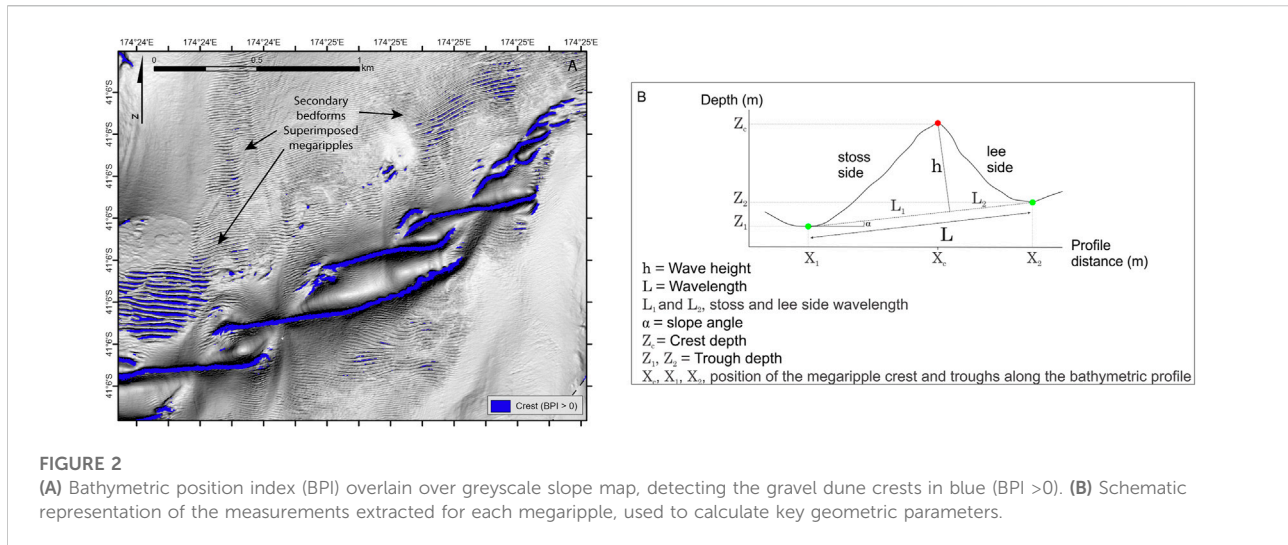 174°24'E 174°24'E 174°24'E 174°25'E 174°25'E 174°25'E 174°25'E 174°25'E
0 0.5 1
km
A
N
Secondary
bedforms
Superimposed
megaripples
41°6'S
41°6'S
41°6'S
41°6'S
41°6'S
41°6'S
Crest (BPI > 0)
B
Depth (m)
Zc
Z2
Z1
stoss
side
lee
side
h
L1
L2
α
L
X1
Xc
X2
Profile
distance (m)
h = Wave height
L = Wavelength
L1 and L2, stoss and lee side wavelength
α = slope angle
Zc = Crest depth
Z1, Z2 = Trough depth
Xc, X1, X2, position of the megaripple crest and troughs along the bathymetric profile
FIGURE 2
(A) Bathymetric position index (BPI) overlain over greyscale slope map, detecting the gravel dune crests in blue (BPI >0). (B) Schematic
representation of the measurements extracted for each megaripple, used to calculate key geometric parameters.